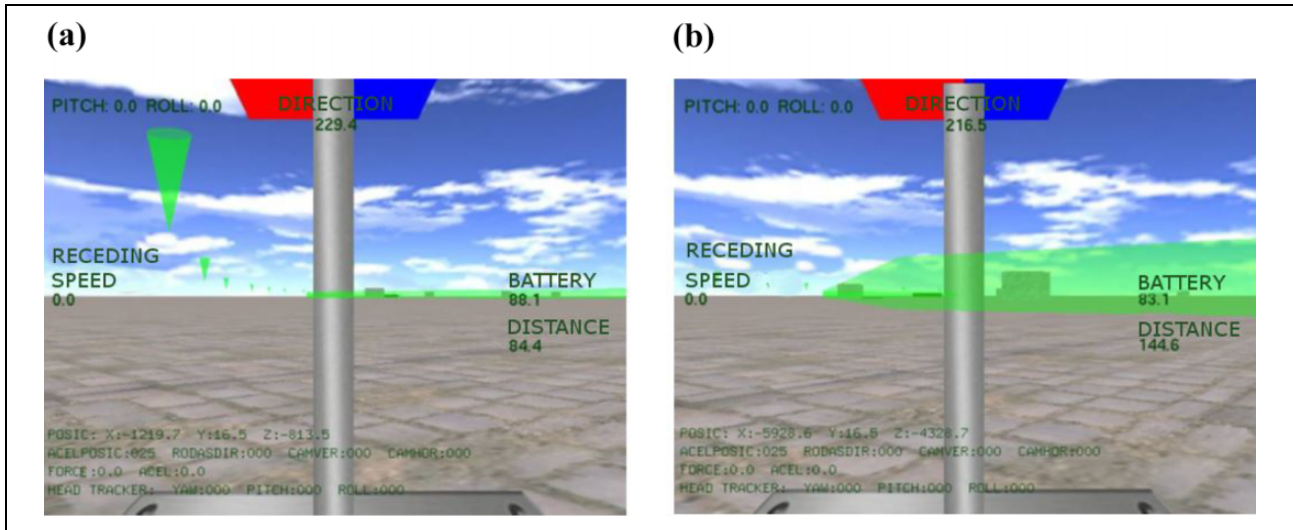 (a)
PITCH: 0.0 ROLL: 0.0
DIRECTION
229.4
RECEDING
SPEED
0.0
BATTERY
88.1
DISTANCE
84.4
POSIC: X:-1219.7 Y:16.5 Z:-813.5
ACELPOSIC:025 RODASDIR:000 CAMVER:000 CAMHOR:000
FORCE:0.0 ACEL:0.0
HEAD TRACKER: YAW:000 PITCH:000 ROLL:000
(b)
PITCH: 0.0 ROLL: 0.0
DIRECTION
216.5
RECEDING
SPEED
0.0
BATTERY
83.1
DISTANCE
144.6
POSIC: X:-5928.6 Y:16.5 Z:-4328.7
ACELPOSIC:025 RODASDIR:000 CAMVER:000 CAMHOR:000
FORCE:0.0 ACEL:0.0
HEAD TRACKER: YAW:000 PITCH:000 ROLL:000